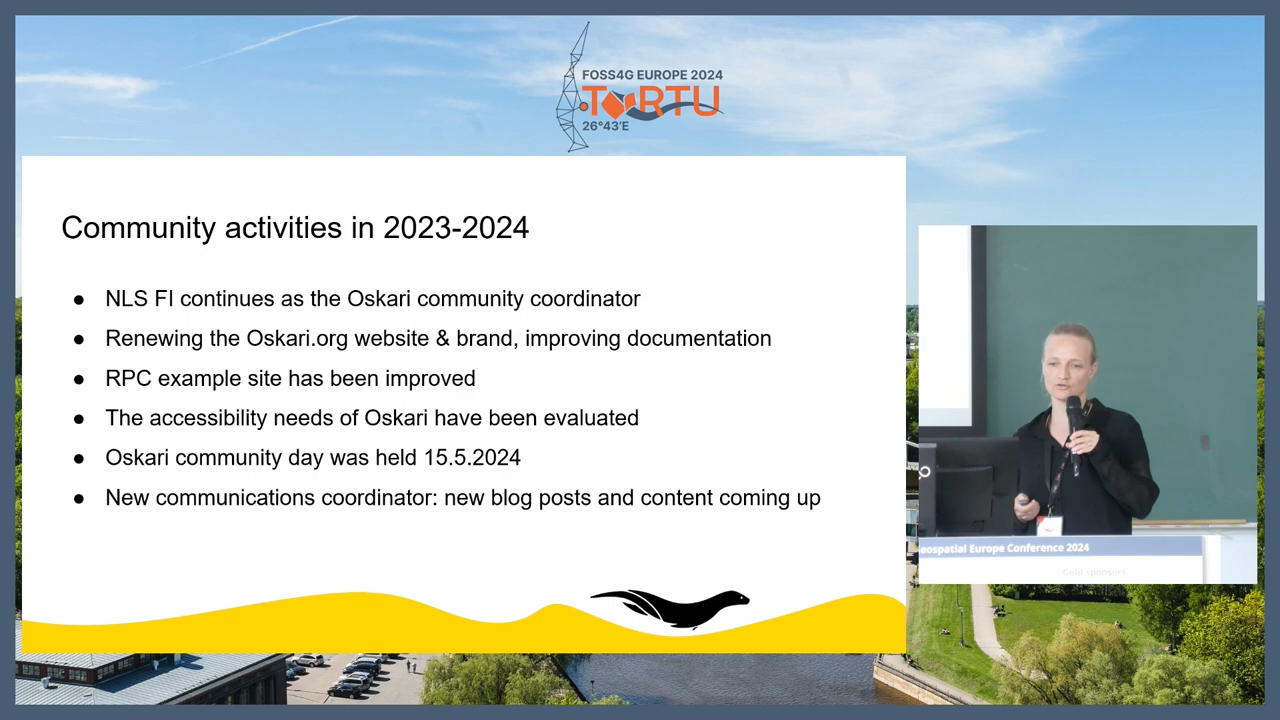 FOSS4G EUROPE 2024
TARTU
26°43'E
Community activities in 2023-2024
● NLS FI continues as the Oskari community coordinator
● Renewing the Oskari.org website & brand, improving documentation
● RPC example site has been improved
● The accessibility needs of Oskari have been evaluated
● Oskari community day was held 15.5.2024
● New communications coordinator: new blog posts and content coming up
eospatial Europe Conference 2024
Gold sponsors